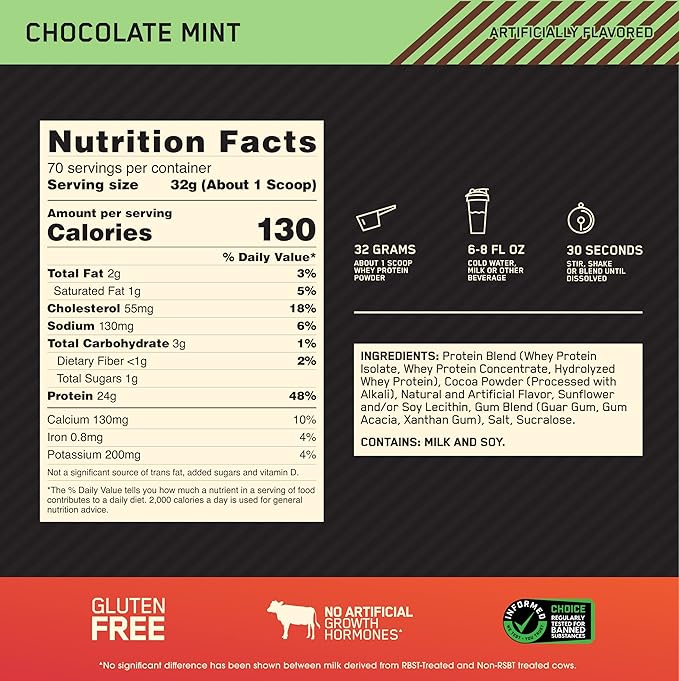 CHOCOLATE MINT
ARTIFICIALLY FLAVORED
Nutrition Facts
70 servings per container
Serving size 32g (About 1 Scoop)
Amount per serving
Calories 130
% Daily Value*
Total Fat 2g 3%
Saturated Fat 1g 5%
Cholesterol 55mg 18%
Sodium 130mg 6%
Total Carbohydrate 3g 1%
Dietary Fiber <1g 2%
Total Sugars 1g
Protein 24g 48%
Calcium 130mg 10%
Iron 0.8mg 4%
Potassium 200mg 4%
Not a significant source of trans fat, added sugars and vitamin D.
*The % Daily Value tells you how much a nutrient in a serving of food
contributes to a daily diet. 2,000 calories a day is used for general
nutrition advice.
32 GRAMS
ABOUT 1 SCOOP
WHEY PROTEIN
POWDER
6-8 FL OZ
COLD WATER,
MILK OR OTHER
BEVERAGE
30 SECONDS
STIR, SHAKE
OR BLEND UNTIL
DISSOLVED
INGREDIENTS: Protein Blend (Whey Protein
Isolate, Whey Protein Concentrate, Hydrolyzed
Whey Protein), Cocoa Powder (Processed with
Alkali), Natural and Artificial Flavor, Sunflower
and/or Soy Lecithin, Gum Blend (Guar Gum, Gum
Acacia, Xanthan Gum), Salt, Sucralose.
CONTAINS: MILK AND SOY.
GLUTEN
FREE
NO ARTIFICIAL
GROWTH
HORMONES^
INFORMED
WE TEST • YOU TRUST
CHOICE
REGULARLY
TESTED FOR
BANNED
SUBSTANCES
^No significant difference has been shown between milk derived from RBST-Treated and Non-RSBT treated cows.